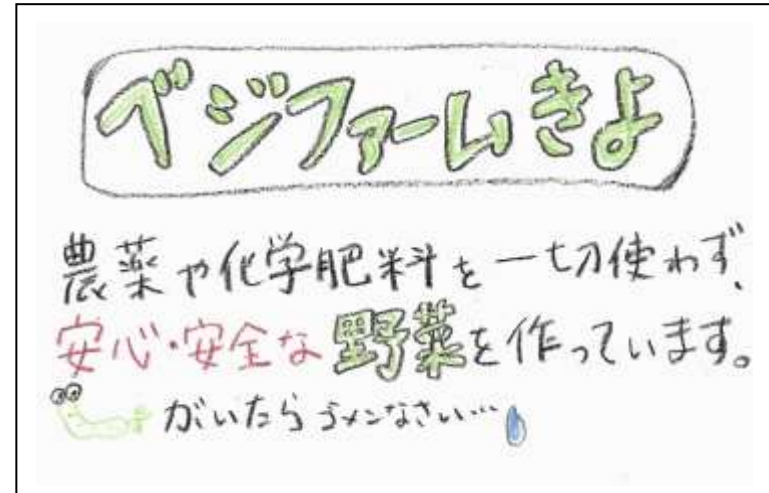 ベジファームきよ
農薬や化学肥料を一切使わず、
安心・安全な野菜を作っています。
がいたらゴメンなさい…